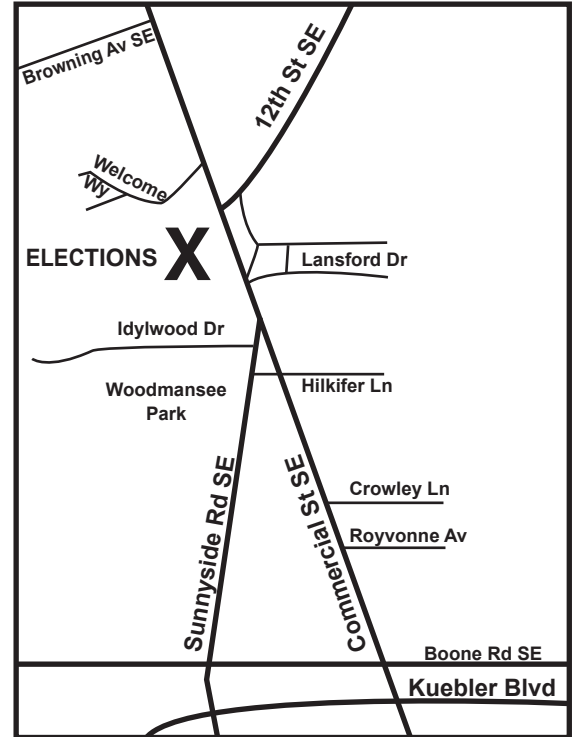 Browning Av SE
12th St SE
Welcome
Wy
ELECTIONS X
Lansford Dr
Idylwood Dr
Woodmansee
Park
Hilkifer Ln
Sunnyside Rd SE
Commercial St SE
Crowley Ln
Royvonne Av
Boone Rd SE
Kuebler Blvd